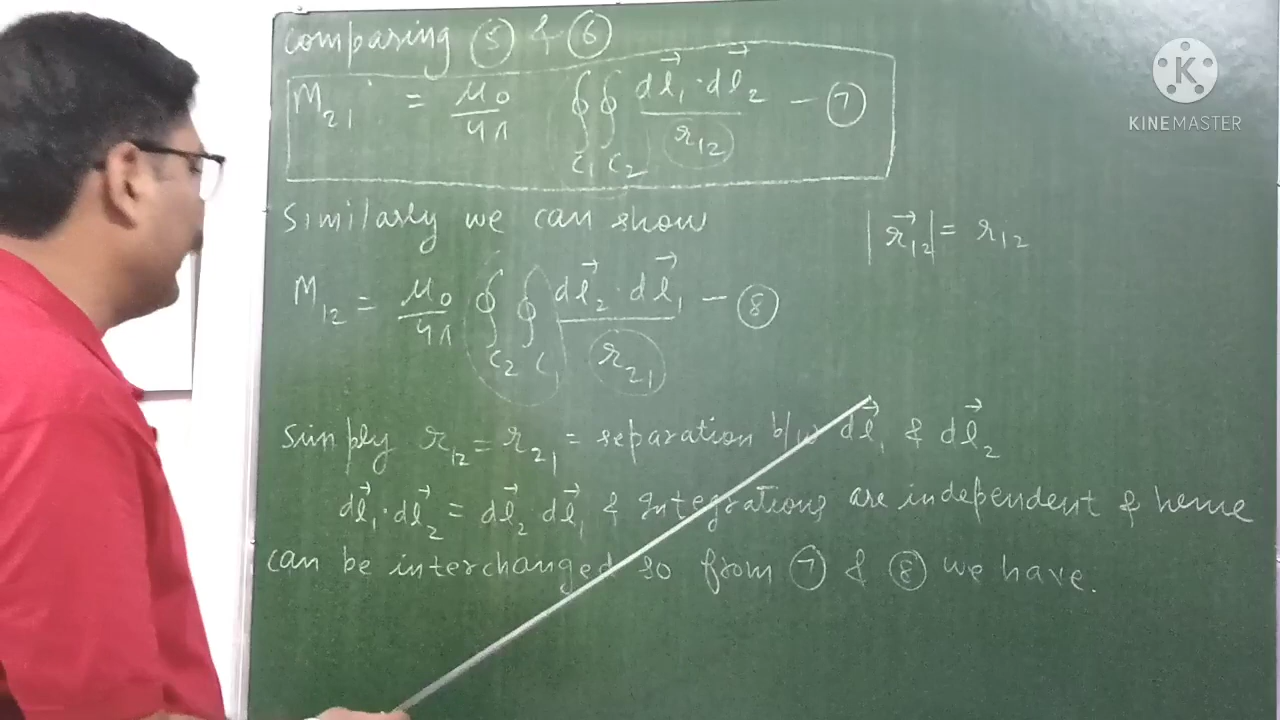 comparing ⑤ & ⑥
M₂₁ = μ₀/4π ∮∮ C₁ C₂ dl⃗₁ · dl⃗₂ / r₁₂ — ⑦
Similarly we can show
|r⃗₁₂| = r₁₂
M₁₂ = μ₀/4π ∮∮ C₂ C₁ dl⃗₂ · dl⃗₁ / r₂₁ — ⑧
Simply r₁₂ = r₂₁ = separation b/w dl⃗₁ & dl⃗₂
dl⃗₁ · dl⃗₂ = dl⃗₂ · dl⃗₁ & Integrations are independent & hence
can be interchanged so from ⑦ & ⑧ we have.
K
KINEMASTER